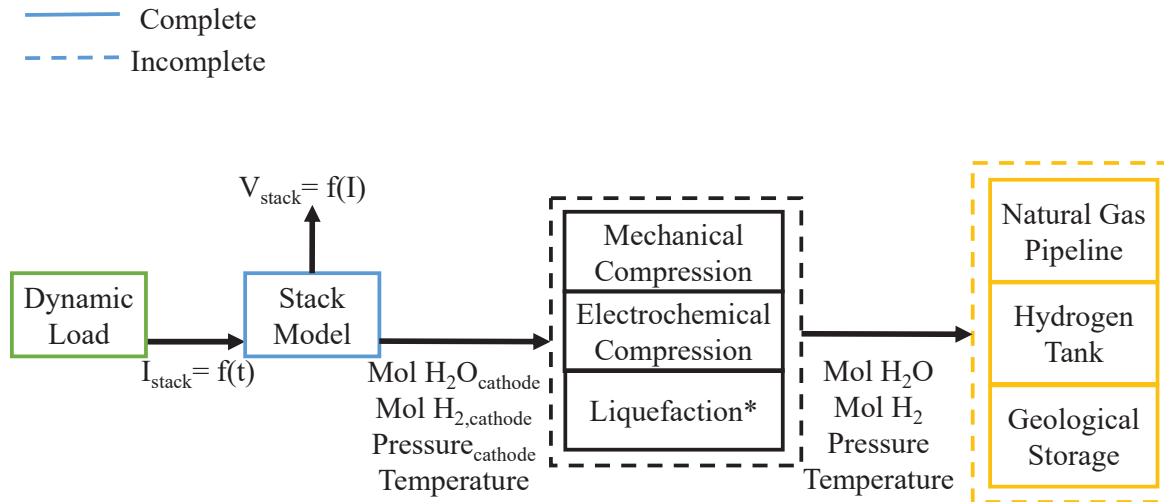 Complete
Incomplete
V_stack= f(I)
Dynamic
Load
I_stack= f(t)
Stack
Model
Mol H₂O_cathode
Mol H₂,cathode
Pressure_cathode
Temperature
Mechanical
Compression
Electrochemical
Compression
Liquefaction*
Mol H₂O
Mol H₂
Pressure
Temperature
Natural Gas
Pipeline
Hydrogen
Tank
Geological
Storage